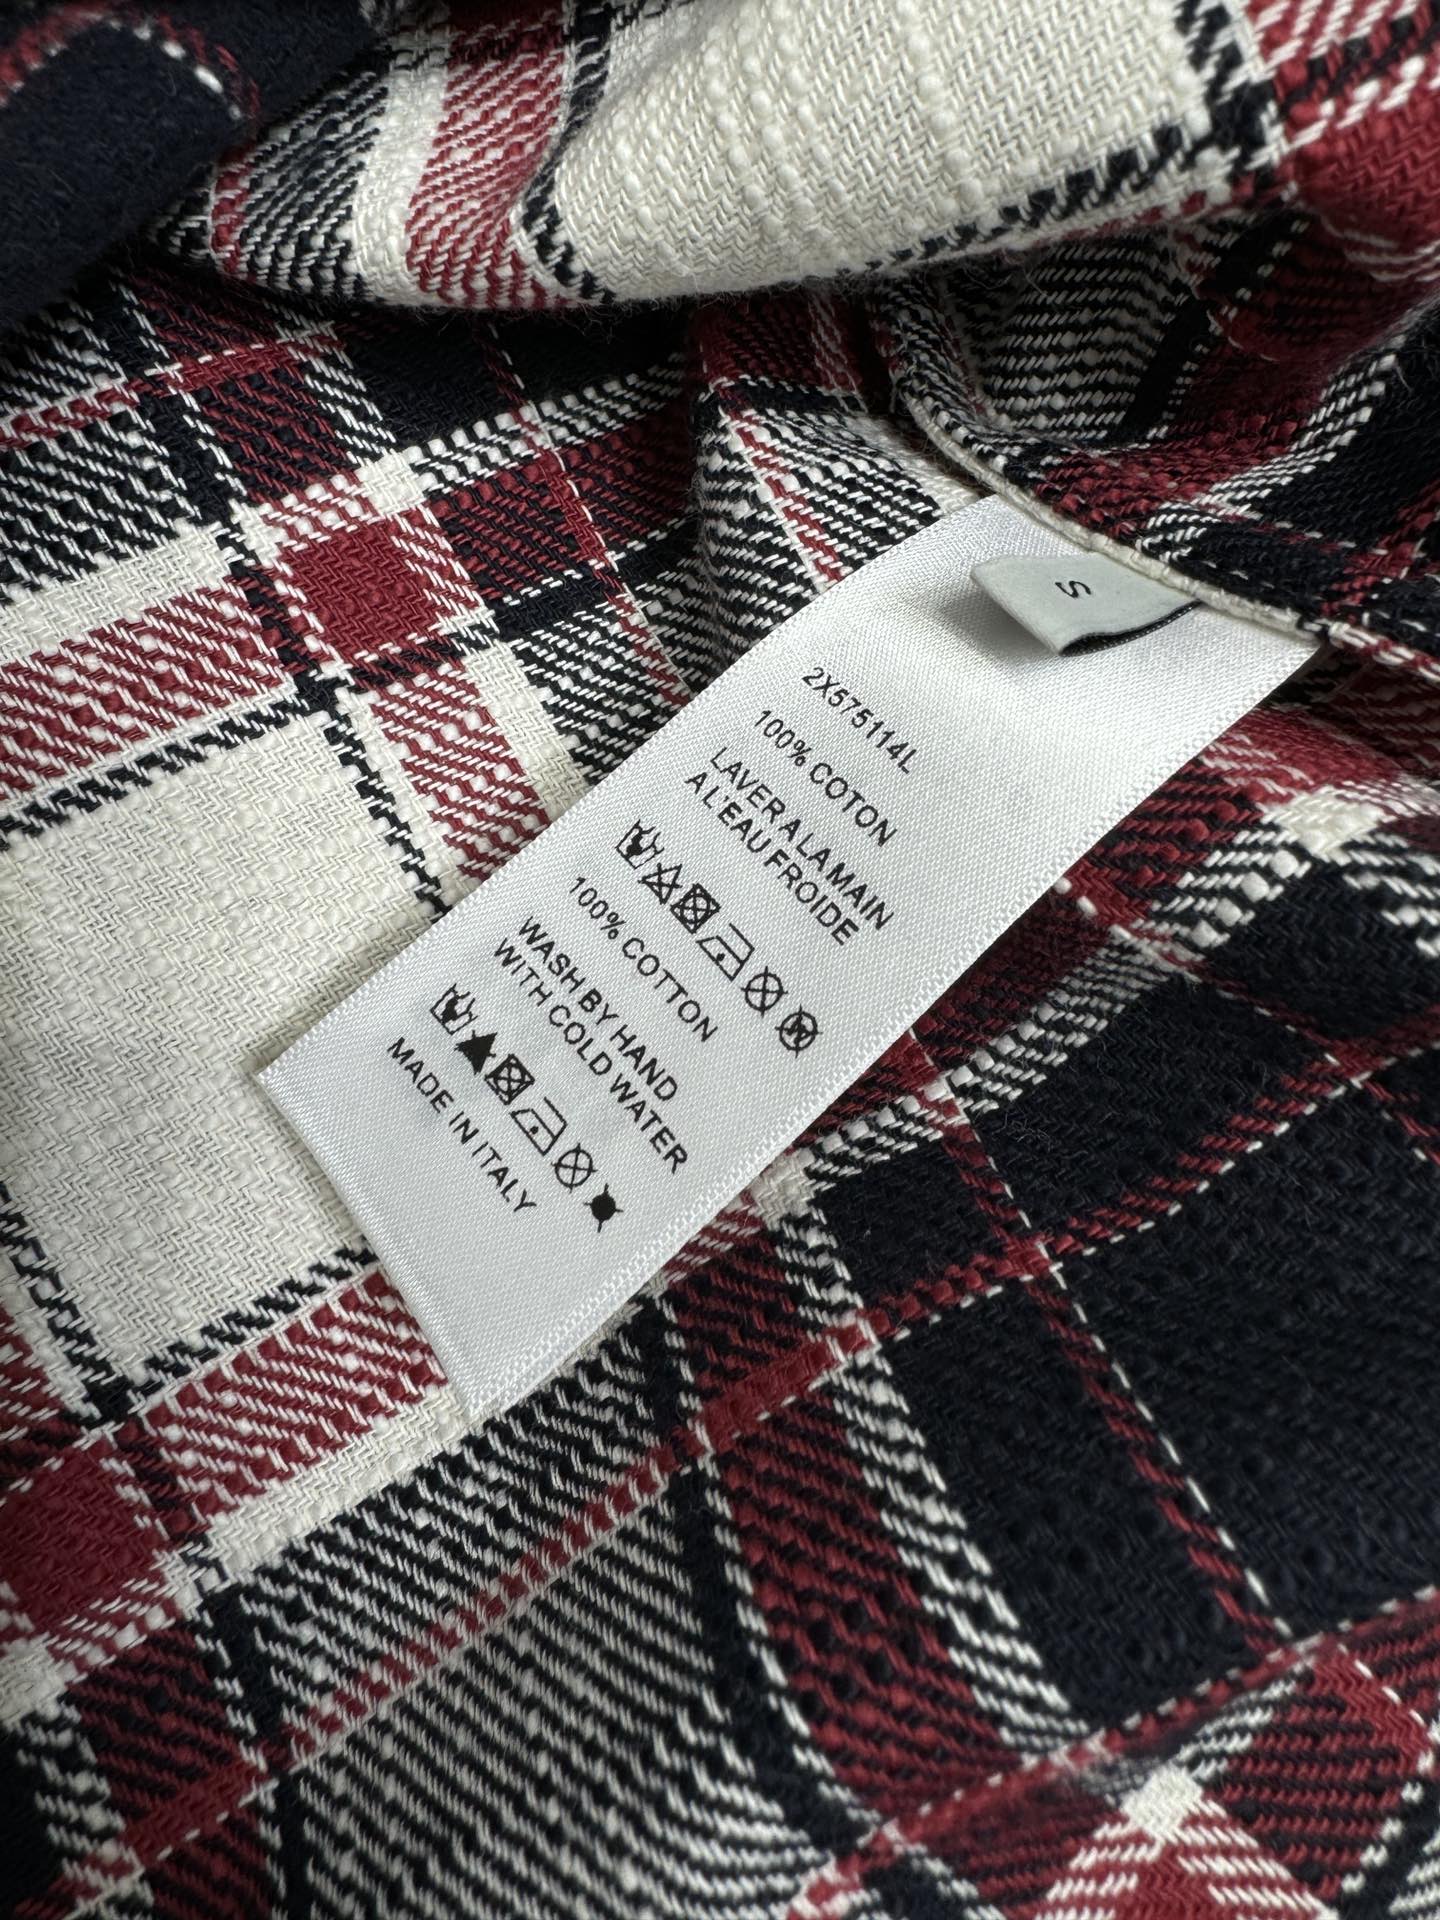 S
2X575114L
100% COTON
LAVER A LA MAIN
A L'EAU FROIDE
100% COTTON
WASH BY HAND
WITH COLD WATER
MADE IN ITALY